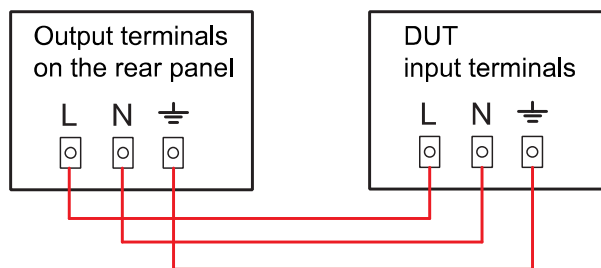 Output terminals
on the rear panel
L N
DUT
input terminals
L N